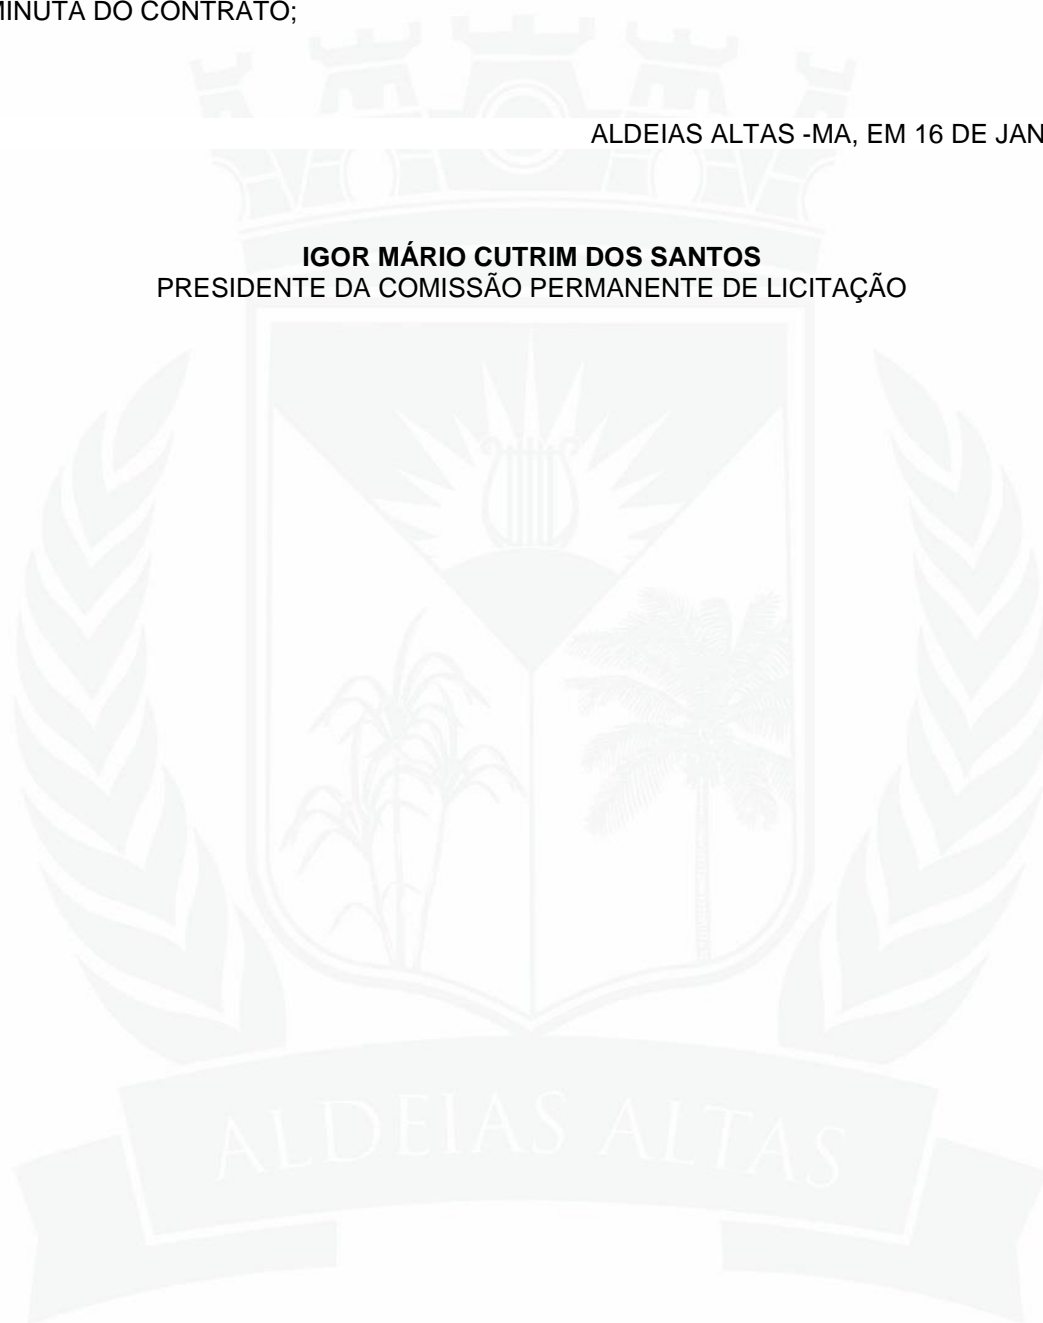 MINUTA DO CONTRATO;
ALDEIAS ALTAS -MA, EM 16 DE JAN
IGOR MÁRIO CUTRIM DOS SANTOS
PRESIDENTE DA COMISSÃO PERMANENTE DE LICITAÇÃO
ALDEIAS ALTAS